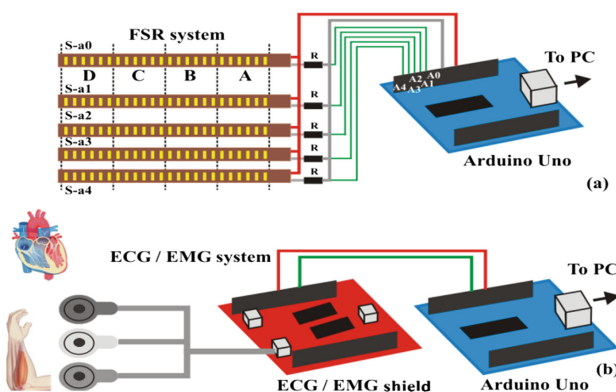 FSR system
S-a0
D C B A
S-a1
S-a2
S-a3
S-a4
R
R
R
R
R
A0
A1
A2
A3
A4
To PC
Arduino Uno
(a)
ECG / EMG system
To PC
ECG / EMG shield
Arduino Uno
(b)